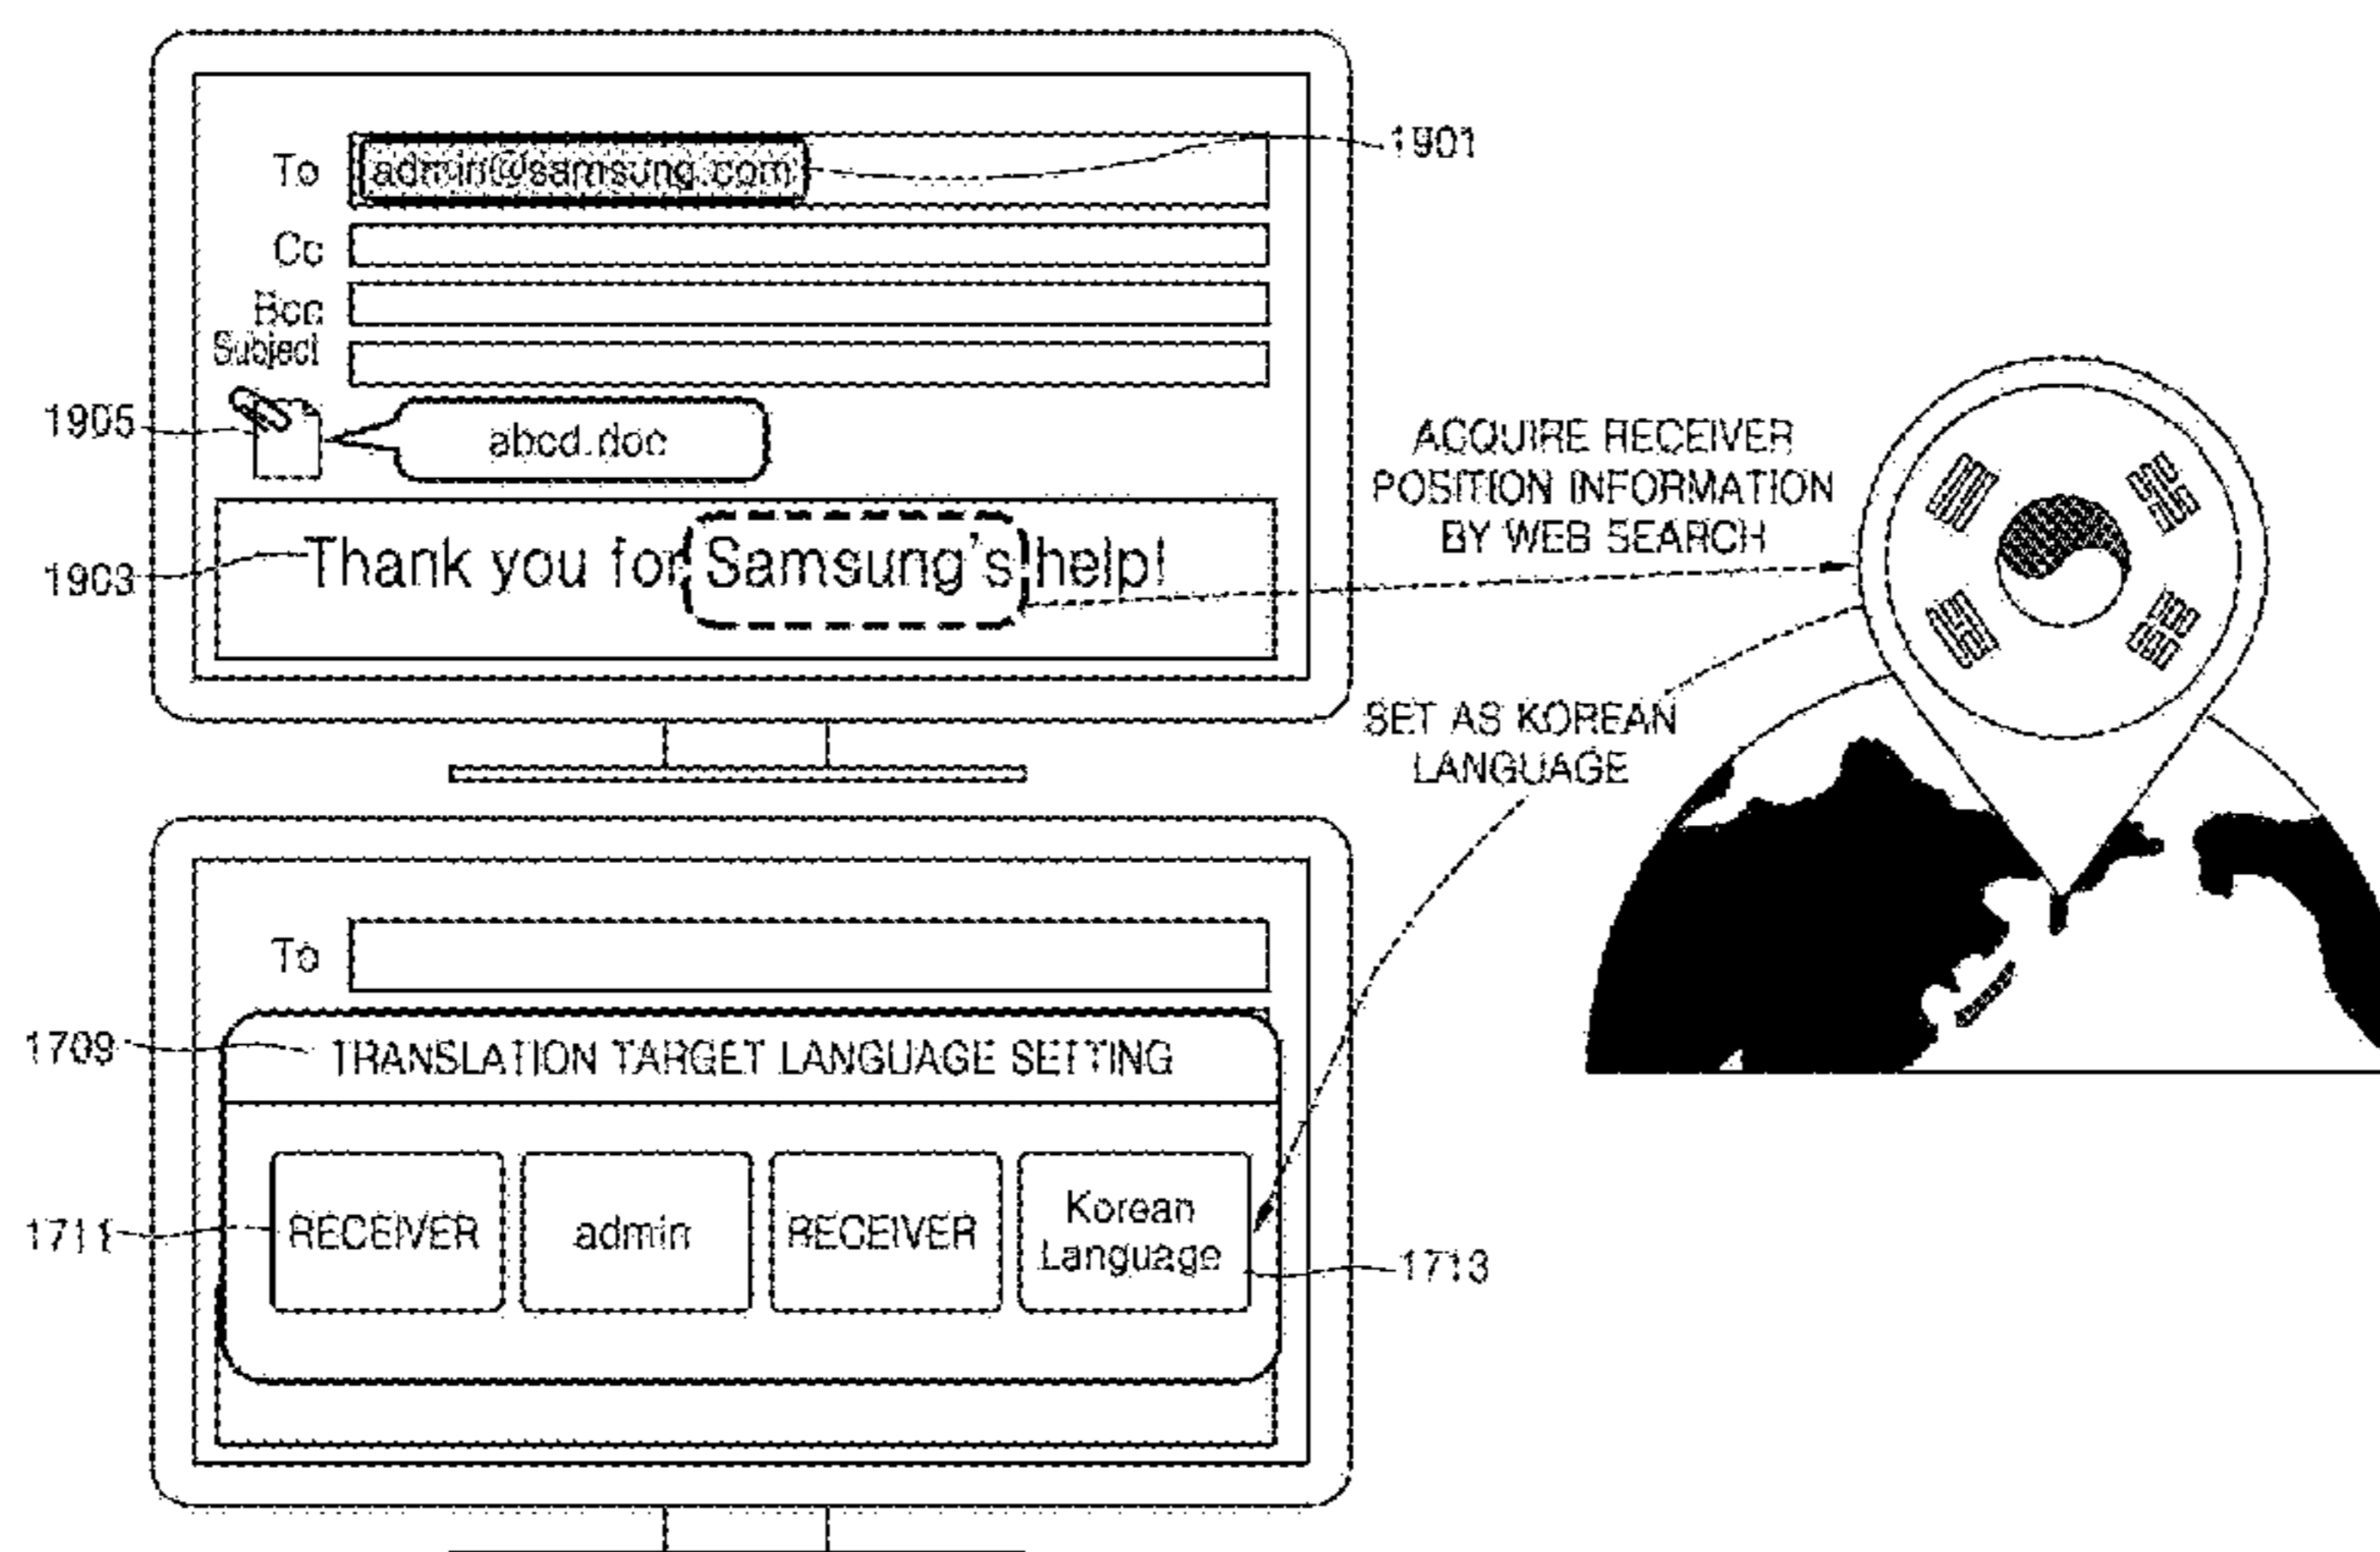 To admin@samsung.com 1901
Cc
Bcc
Subject
1905 abcd.doc
1903 Thank you for Samsung's help!
ACQUIRE RECEIVER
POSITION INFORMATION
BY WEB SEARCH
SET AS KOREAN
LANGUAGE
To
1709 TRANSLATION TARGET LANGUAGE SETTING
1711 RECEIVER admin RECEIVER Korean
Language
1713